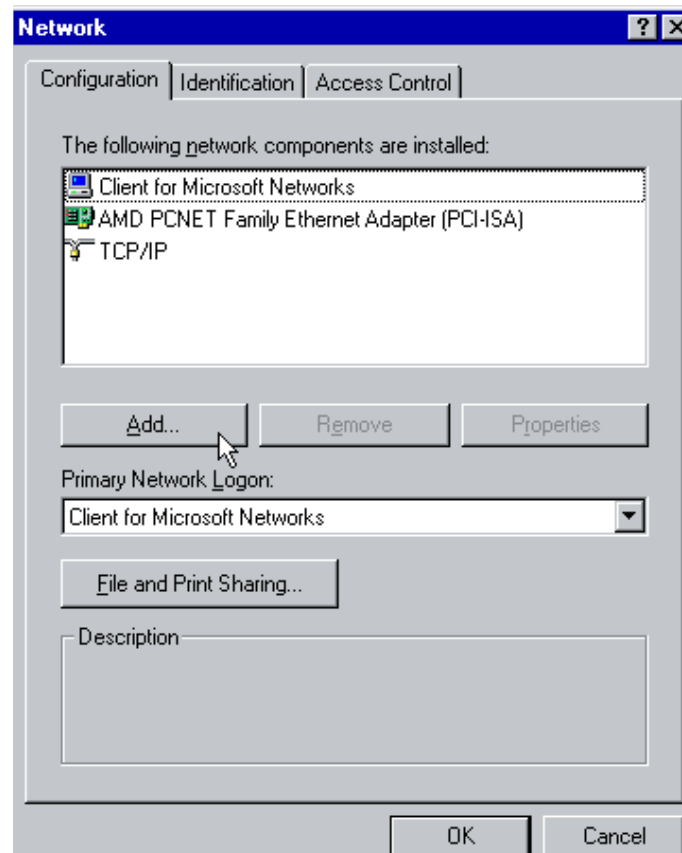 Network
Configuration Identification Access Control
The following network components are installed:
Client for Microsoft Networks
AMD PCNET Family Ethernet Adapter (PCI-ISA)
TCP/IP
Add... Remove Properties
Primary Network Logon:
Client for Microsoft Networks
File and Print Sharing...
Description
OK Cancel